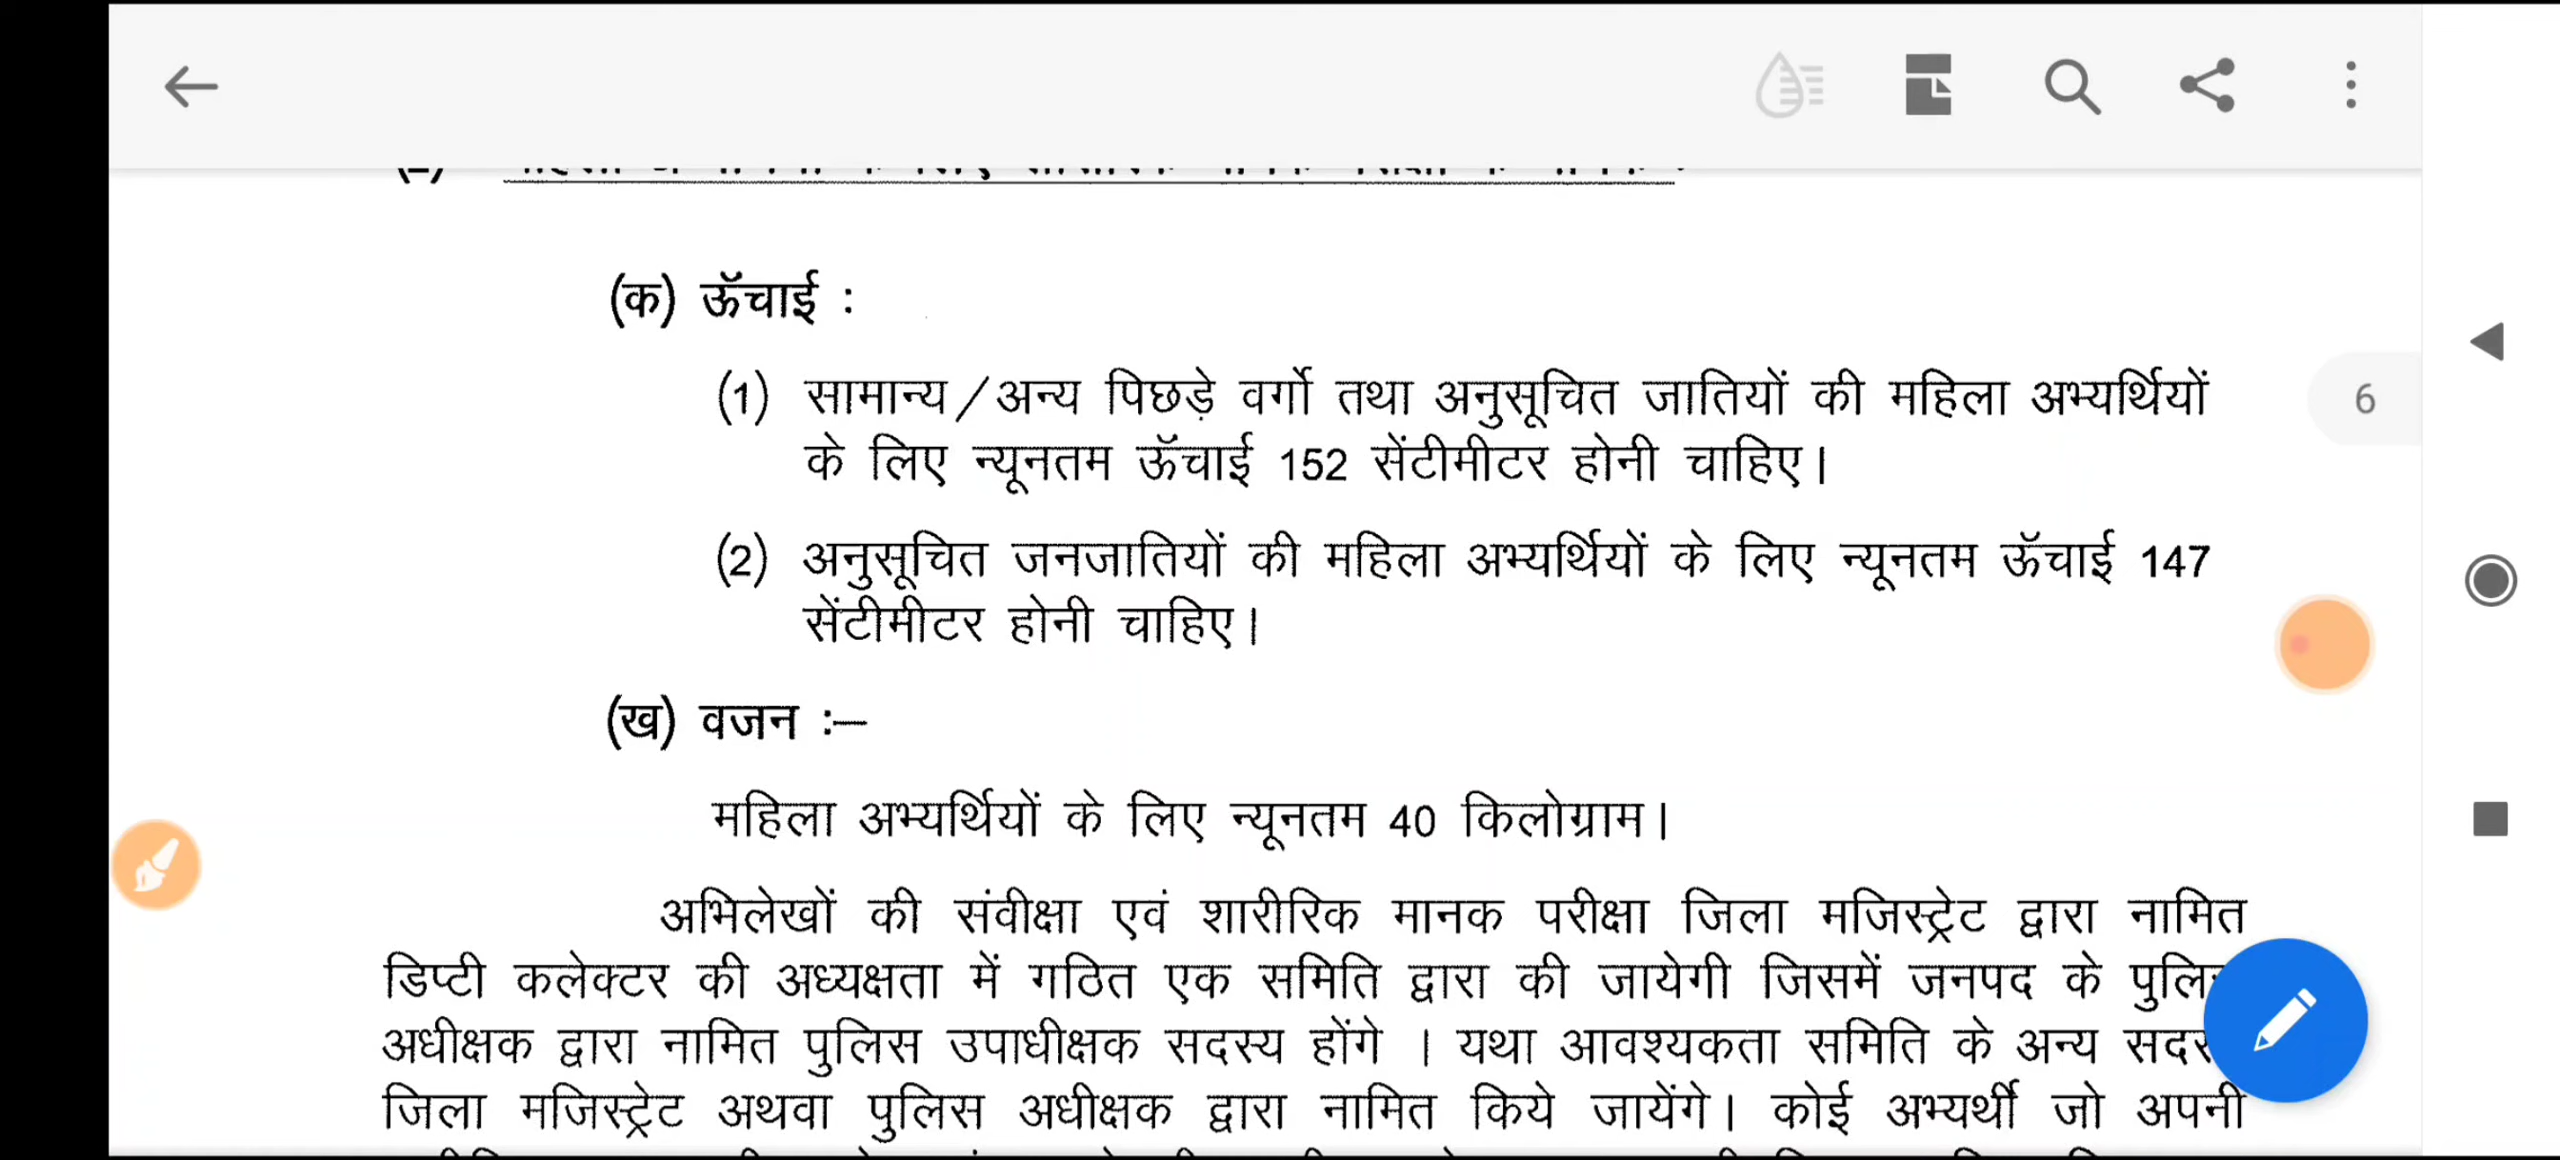 (क) ऊँचाई :
(1) सामान्य/अन्य पिछड़े वर्गो तथा अनुसूचित जातियों की महिला अभ्यर्थियों
के लिए न्यूनतम ऊँचाई 152 सेंटीमीटर होनी चाहिए।
6
(2) अनुसूचित जनजातियों की महिला अभ्यर्थियों के लिए न्यूनतम ऊँचाई 147
सेंटीमीटर होनी चाहिए।
(ख) वजन :–
महिला अभ्यर्थियों के लिए न्यूनतम 40 किलोग्राम।
अभिलेखों की संवीक्षा एवं शारीरिक मानक परीक्षा जिला मजिस्ट्रेट द्वारा नामित
डिप्टी कलेक्टर की अध्यक्षता में गठित एक समिति द्वारा की जायेगी जिसमें जनपद के
अधीक्षक द्वारा नामित पुलिस उपाधीक्षक सदस्य होंगे । यथा आवश्यकता समिति के अन्य
जिला मजिस्ट्रेट अथवा पुलिस अधीक्षक द्वारा नामित किये जायेंगे। कोई अभ्यर्थी जो अपनी